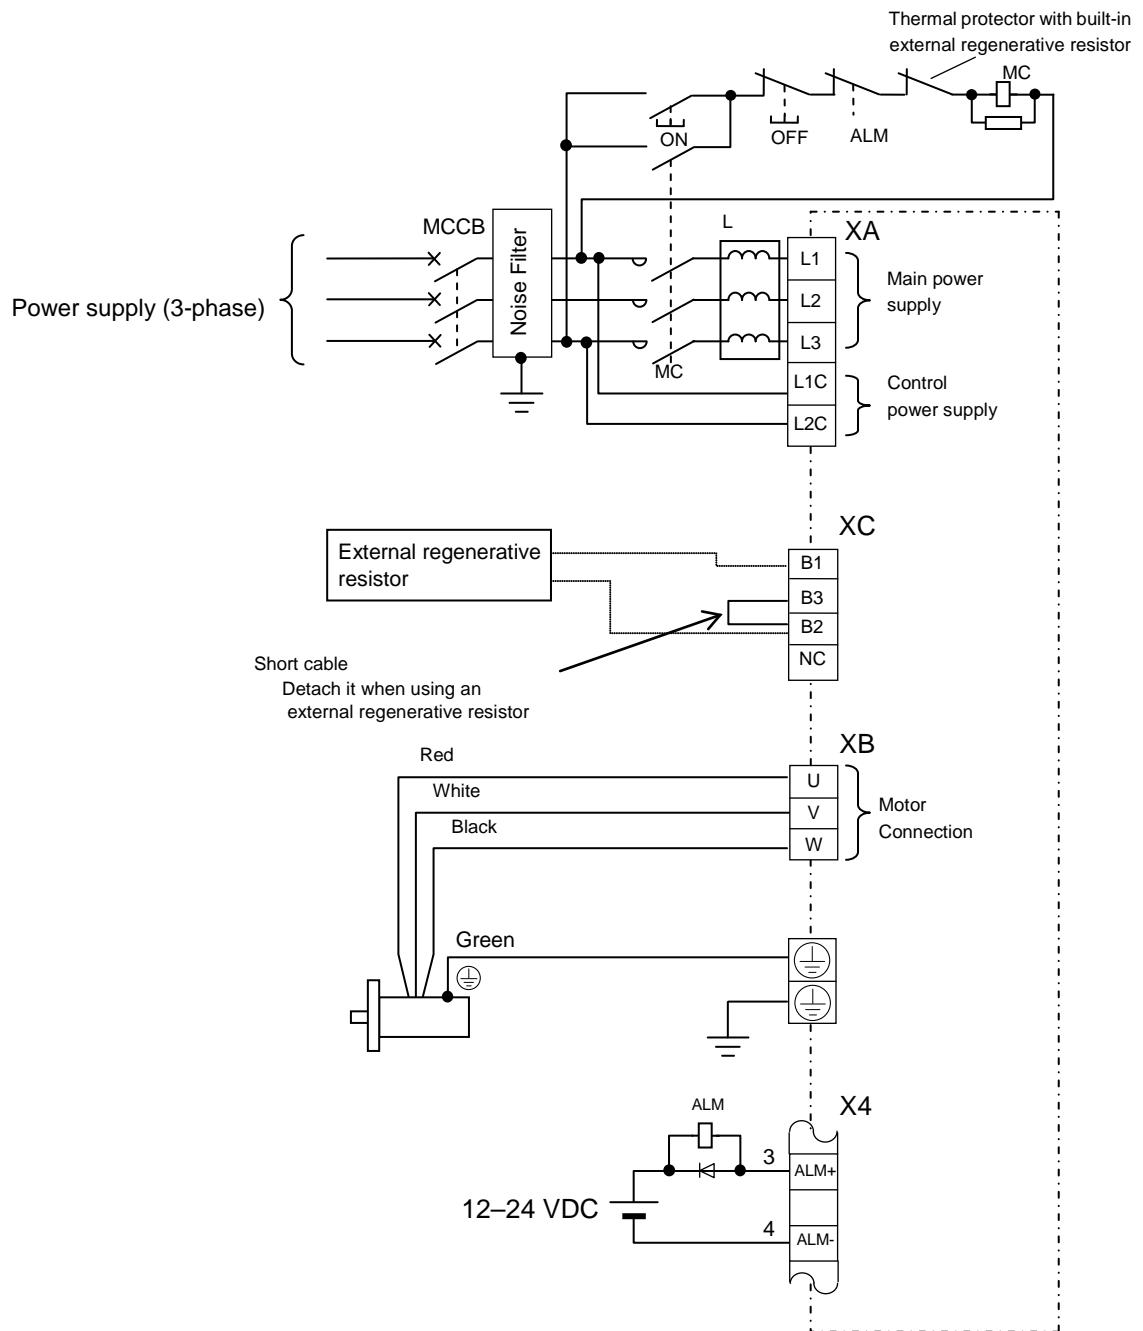 Thermal protector with built-in
external regenerative resistor
MC
ON
OFF
ALM
MCCB
Noise Filter
L
XA
Power supply (3-phase)
L1
L2
L3
L1C
L2C
Main power
supply
MC
Control
power supply
XC
External regenerative
resistor
B1
B3
B2
NC
Short cable
Detach it when using an
external regenerative resistor
XB
Red
White
Black
U
V
W
Motor
Connection
Green
X4
ALM
3
ALM+
12–24 VDC
4
ALM-